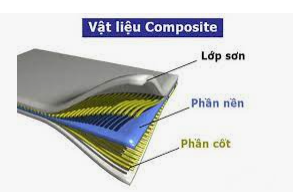 Vật liệu Composite
Lớp sơn
Phần nền
Phần cốt